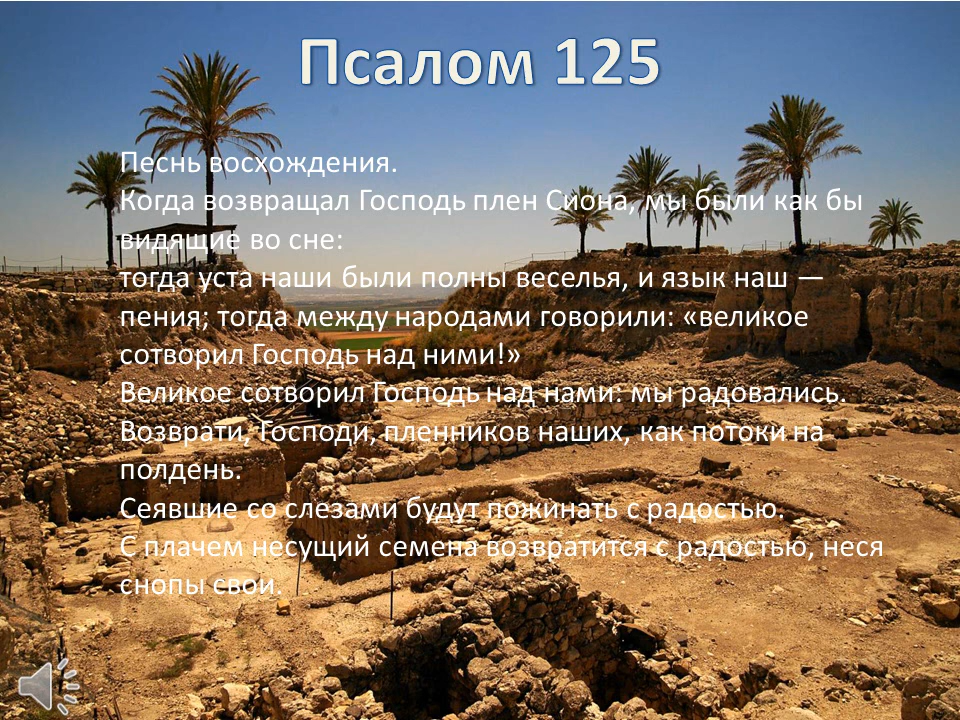 Псалом 125
Песнь восхождения.
Когда возвращал Господь плен Сиона, мы были как бы
видящие во сне:
тогда уста наши были полны веселья, и язык наш —
пения; тогда между народами говорили: «великое
сотворил Господь над ними!»
Великое сотворил Господь над нами: мы радовались.
Возврати, Господи, пленников наших, как потоки на
полдень.
Сеявшие со слезами будут пожинать с радостью.
С плачем несущий семена возвратится с радостью, неся
снопы свои.